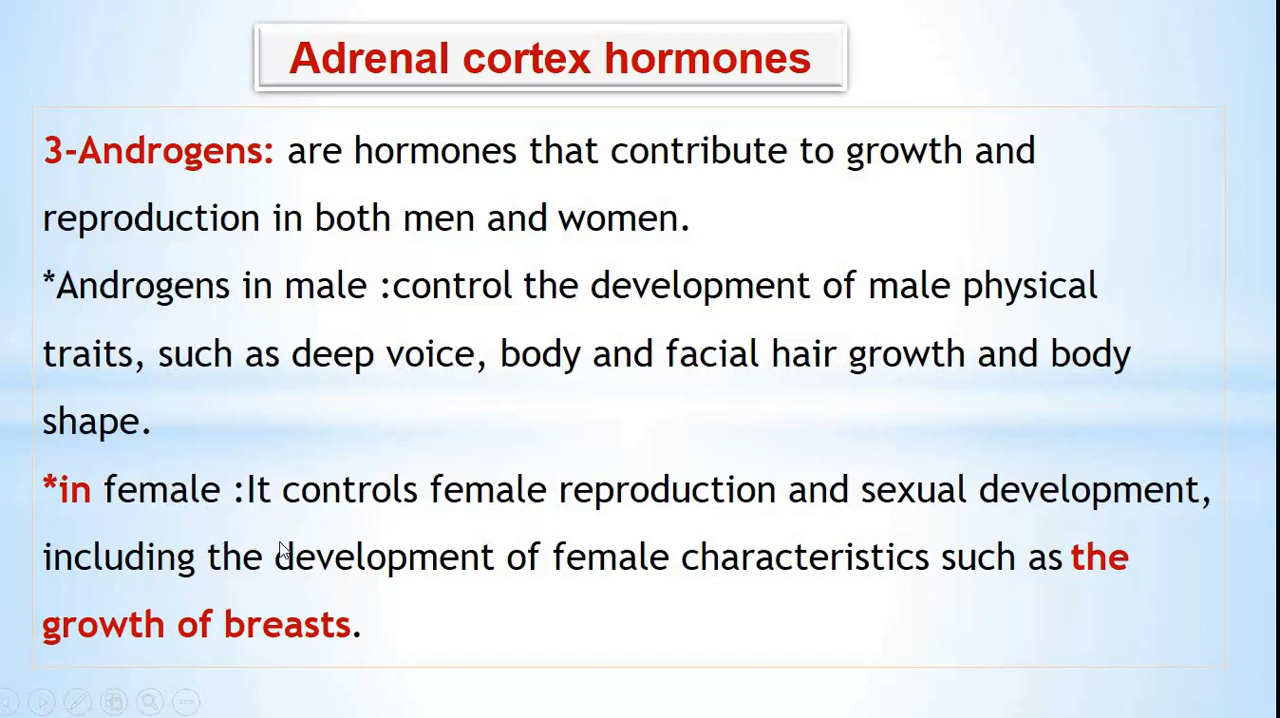 Adrenal cortex hormones
3-Androgens: are hormones that contribute to growth and
reproduction in both men and women.
*Androgens in male :control the development of male physical
traits, such as deep voice, body and facial hair growth and body
shape.
*in female :It controls female reproduction and sexual development,
including the development of female characteristics such as the
growth of breasts.